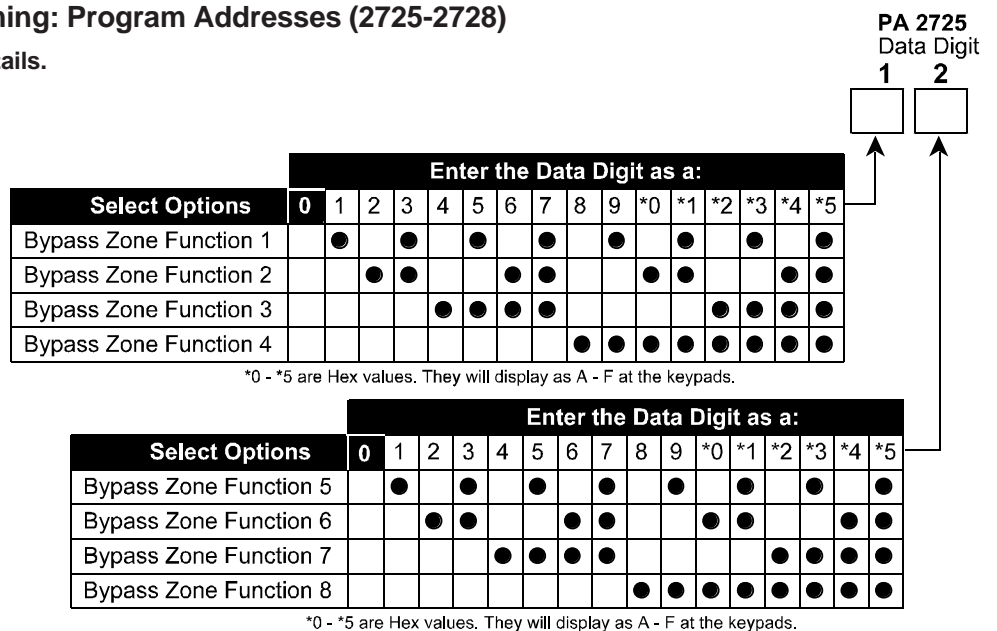 ning: Program Addresses (2725-2728)
tails.
PA 2725
Data Digit
1 2
Enter the Data Digit as a:
Select Options 0 1 2 3 4 5 6 7 8 9 *0 *1 *2 *3 *4 *5
Bypass Zone Function 1
Bypass Zone Function 2
Bypass Zone Function 3
Bypass Zone Function 4
*0 - *5 are Hex values. They will display as A - F at the keypads.
Enter the Data Digit as a:
Select Options 0 1 2 3 4 5 6 7 8 9 *0 *1 *2 *3 *4 *5
Bypass Zone Function 5
Bypass Zone Function 6
Bypass Zone Function 7
Bypass Zone Function 8
*0 - *5 are Hex values. They will display as A - F at the keypads.